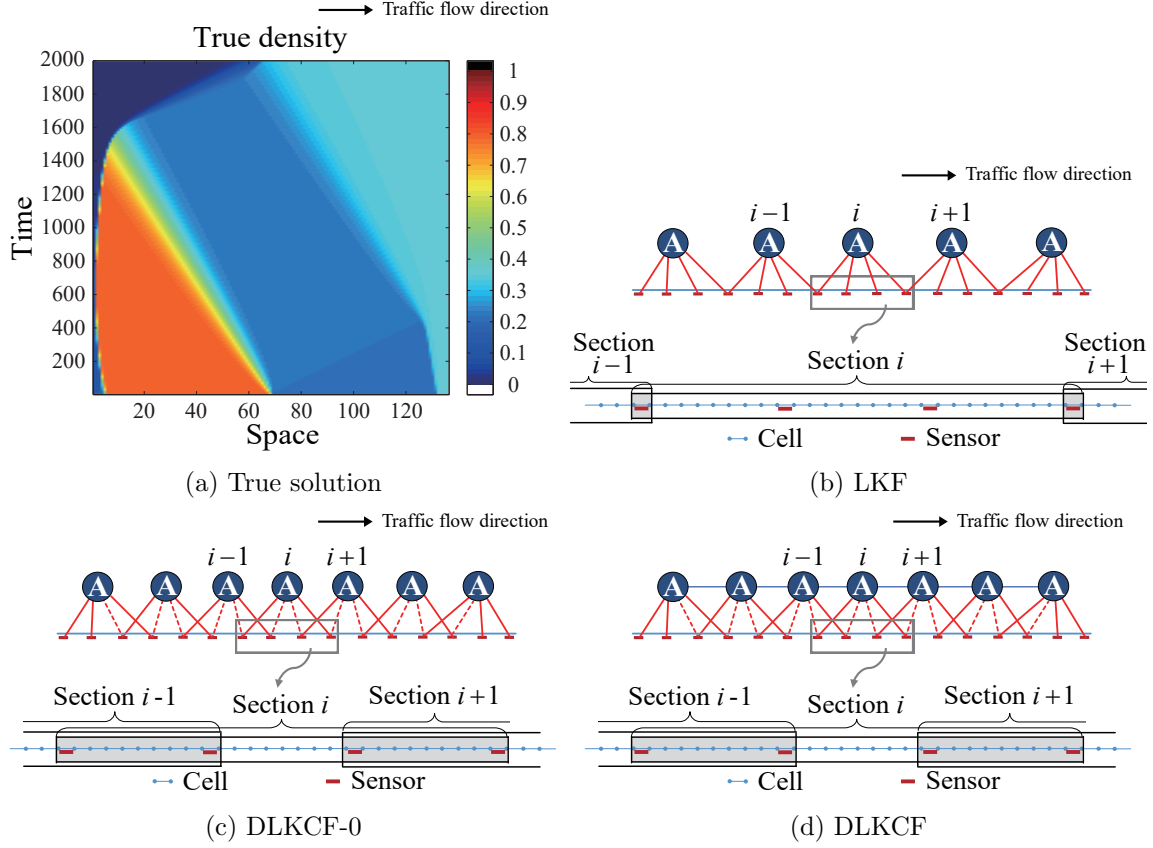 Traffic flow direction
True density
2000
1800
1600
1400
1200
1000
800
600
400
200
Time
20 40 60 80 100 120
Space
1
0.9
0.8
0.7
0.6
0.5
0.4
0.3
0.2
0.1
0
(a) True solution
Traffic flow direction
i−1 i i+1
A A A A A
Section i−1
Section i
Section i+1
Cell Sensor
(b) LKF
Traffic flow direction
i−1 i i+1
A A A A A A A
Section i-1 Section i Section i+1
Cell Sensor
(c) DLKCF-0
Traffic flow direction
i−1 i i+1
A A A A A A A
Section i-1 Section i Section i+1
Cell Sensor
(d) DLKCF